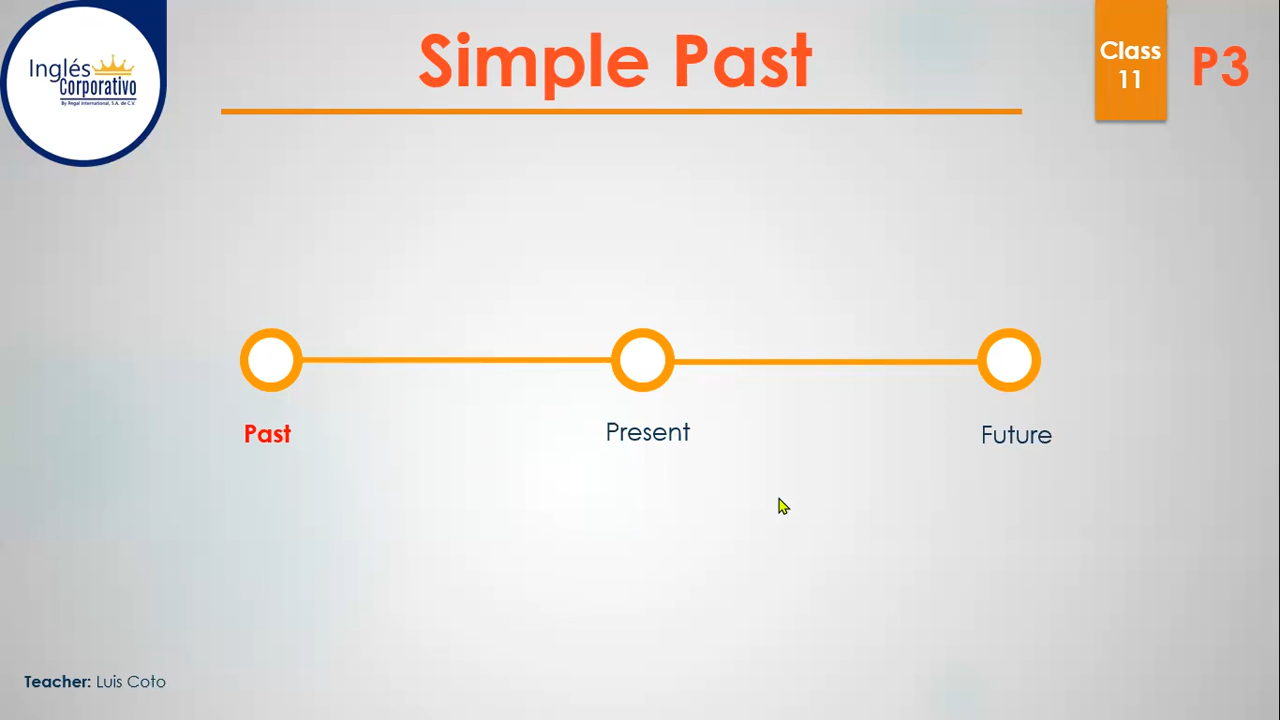 Inglés
Corporativo
By Regal International, S.A. de C.V.
Simple Past
Class
11
P3
Past
Present
Future
Teacher: Luis Coto